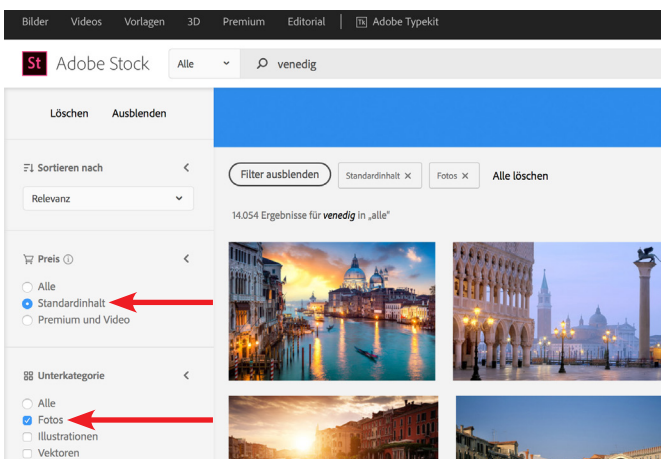 Bilder Videos Vorlagen 3D Premium Editorial Tk Adobe Typekit
St Adobe Stock Alle venedig
Löschen Ausblenden
Sortieren nach
Relevanz
Filter ausblenden Standardinhalt × Fotos × Alle löschen
14.054 Ergebnisse für venedig in „alle“
Preis
Alle
Standardinhalt
Premium und Video
Unterkategorie
Alle
Fotos
Illustrationen
Vektoren